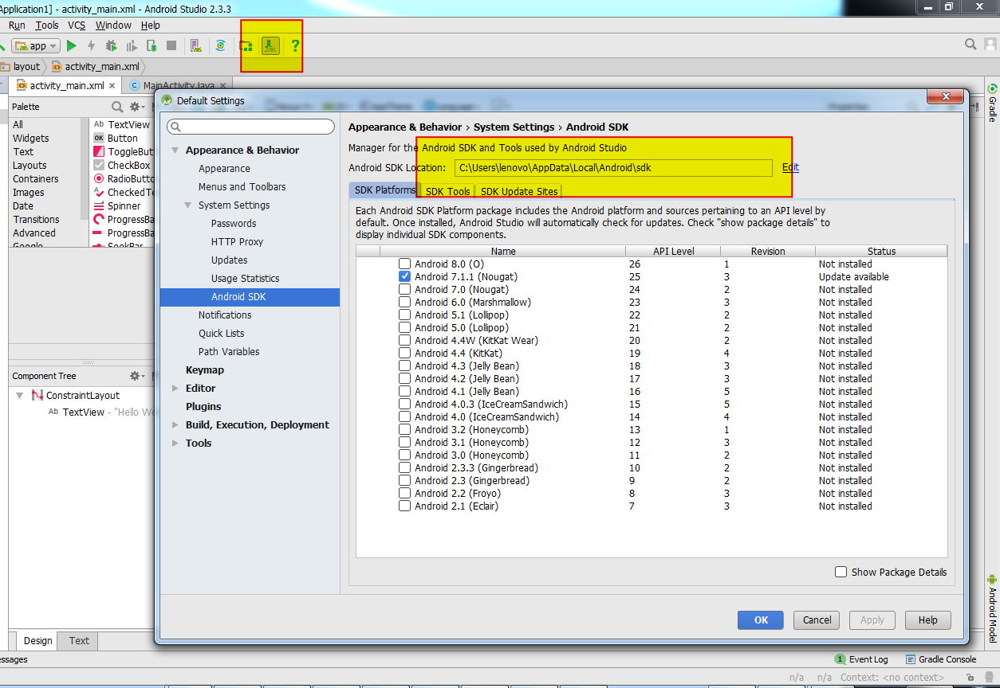 Application1] - activity_main.xml - Android Studio 2.3.3
Run Tools VCS Window Help
app
?
layout activity_main.xml
activity_main.xml MainActivity.java
Palette
All
Widgets
Text
Layouts
Containers
Images
Date
Transitions
Advanced
Google
Ab TextView
OK Button
ToggleButt
CheckBox
RadioButto
CheckedTe
Spinner
ProgressBa
ProgressBa
SeekBar
Component Tree
ConstraintLayout
Ab TextView - "Hello Wo
Design Text
Default Settings
Appearance & Behavior
Appearance
Menus and Toolbars
System Settings
Passwords
HTTP Proxy
Updates
Usage Statistics
Android SDK
Notifications
Quick Lists
Path Variables
Keymap
Editor
Plugins
Build, Execution, Deployment
Tools
Appearance & Behavior › System Settings › Android SDK
Manager for the Android SDK and Tools used by Android Studio
Android SDK Location: C:\Users\lenovo\AppData\Local\Android\sdk Edit
SDK Platforms SDK Tools SDK Update Sites
Each Android SDK Platform package includes the Android platform and sources pertaining to an API level by
default. Once installed, Android Studio will automatically check for updates. Check "show package details" to
display individual SDK components.
Name API Level Revision Status
Android 8.0 (O) 26 1 Not installed
Android 7.1.1 (Nougat) 25 3 Update available
Android 7.0 (Nougat) 24 2 Not installed
Android 6.0 (Marshmallow) 23 3 Not installed
Android 5.1 (Lollipop) 22 2 Not installed
Android 5.0 (Lollipop) 21 2 Not installed
Android 4.4W (KitKat Wear) 20 2 Not installed
Android 4.4 (KitKat) 19 4 Not installed
Android 4.3 (Jelly Bean) 18 3 Not installed
Android 4.2 (Jelly Bean) 17 3 Not installed
Android 4.1 (Jelly Bean) 16 5 Not installed
Android 4.0.3 (IceCreamSandwich) 15 5 Not installed
Android 4.0 (IceCreamSandwich) 14 4 Not installed
Android 3.2 (Honeycomb) 13 1 Not installed
Android 3.1 (Honeycomb) 12 3 Not installed
Android 3.0 (Honeycomb) 11 2 Not installed
Android 2.3.3 (Gingerbread) 10 2 Not installed
Android 2.3 (Gingerbread) 9 2 Not installed
Android 2.2 (Froyo) 8 3 Not installed
Android 2.1 (Eclair) 7 3 Not installed
Show Package Details
OK Cancel Apply Help
Gradle
Android Model
essages
1 Event Log Gradle Console
n/a n/a Context: <no context>